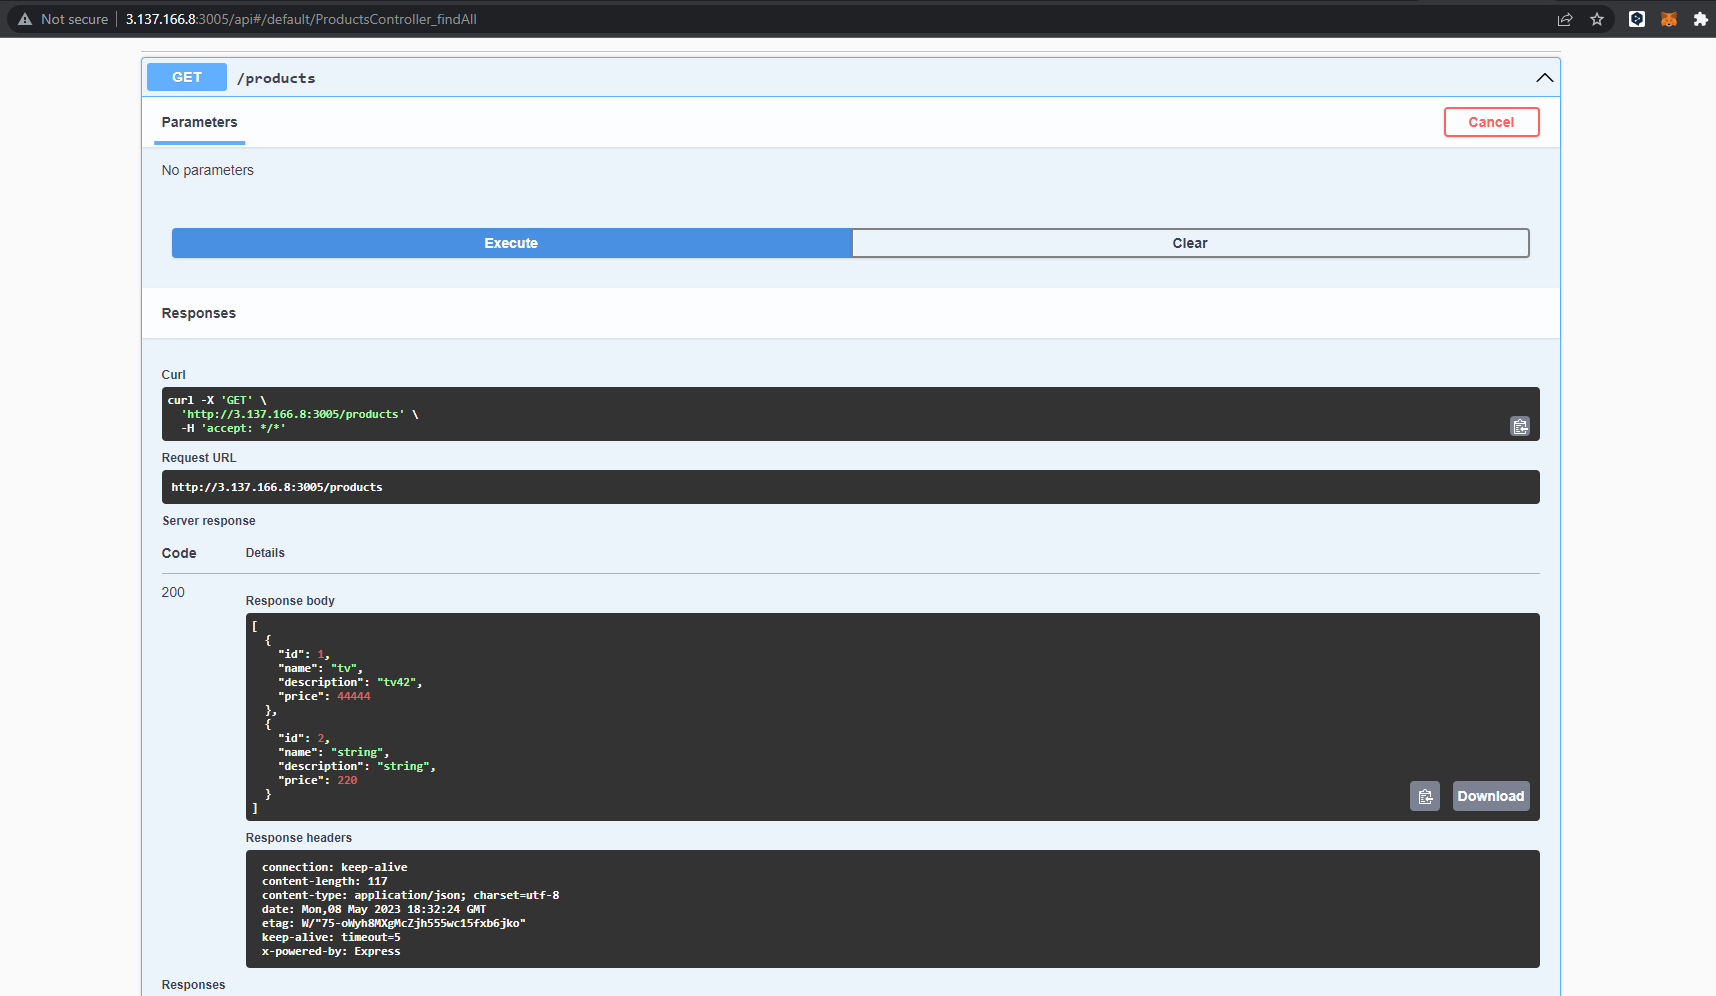 Not secure 3.137.166.8:3005/api#/default/ProductsController_findAll
GET /products
Parameters Cancel
No parameters
Execute Clear
Responses
Curl
curl -X 'GET' \
'http://3.137.166.8:3005/products' \
-H 'accept: */*'
Request URL
http://3.137.166.8:3005/products
Server response
Code Details
200
Response body
[
{
"id": 1,
"name": "tv",
"description": "tv42",
"price": 44444
},
{
"id": 2,
"name": "string",
"description": "string",
"price": 220
}
]
Download
Response headers
connection: keep-alive
content-length: 117
content-type: application/json; charset=utf-8
date: Mon,08 May 2023 18:32:24 GMT
etag: W/"75-oWyh8MXgMcZjh555wc15fxb6jko"
keep-alive: timeout=5
x-powered-by: Express
Responses